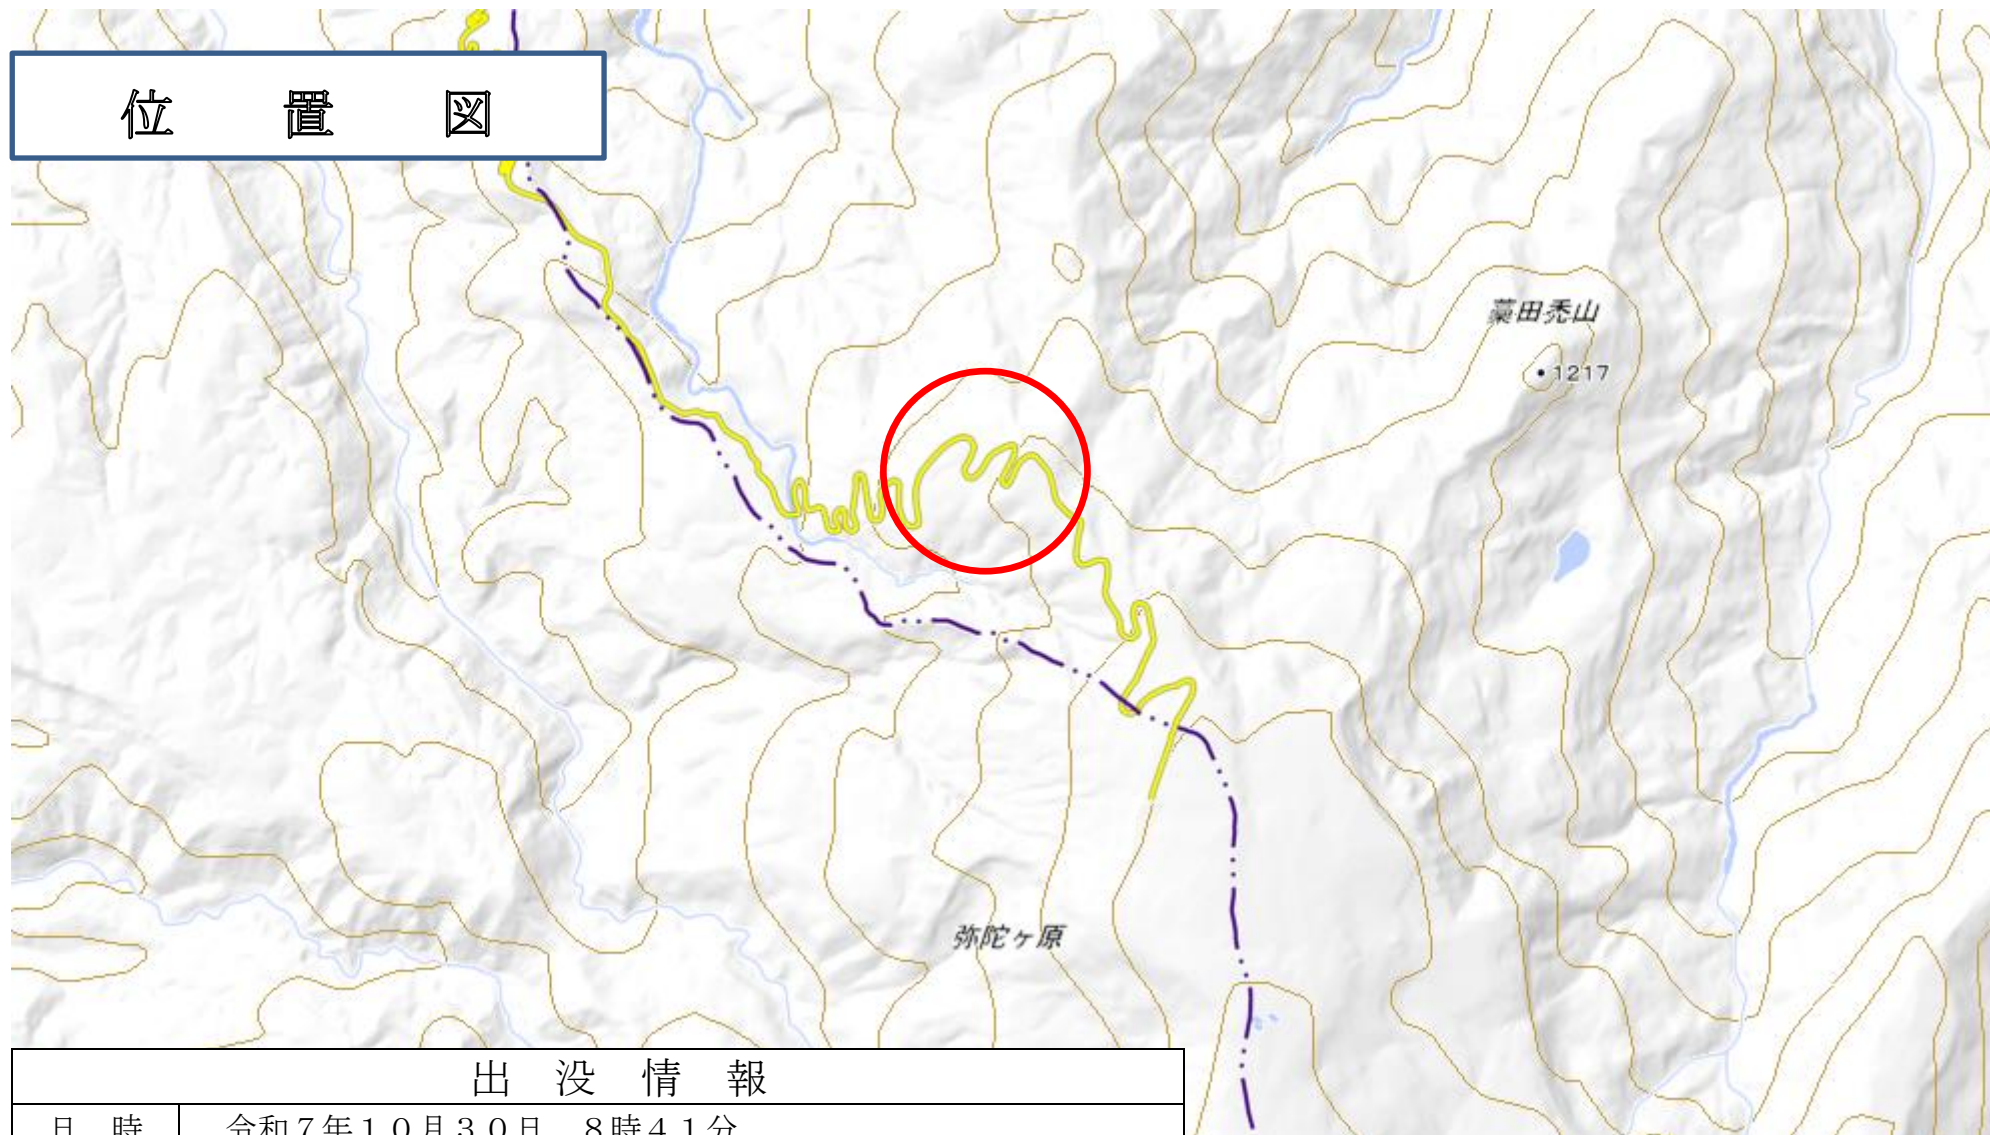 位　置　図
藁田禿山
・1217
弥陀ヶ原
出　没　情　報
日　時　令和７年１０月３０日　８時４１分